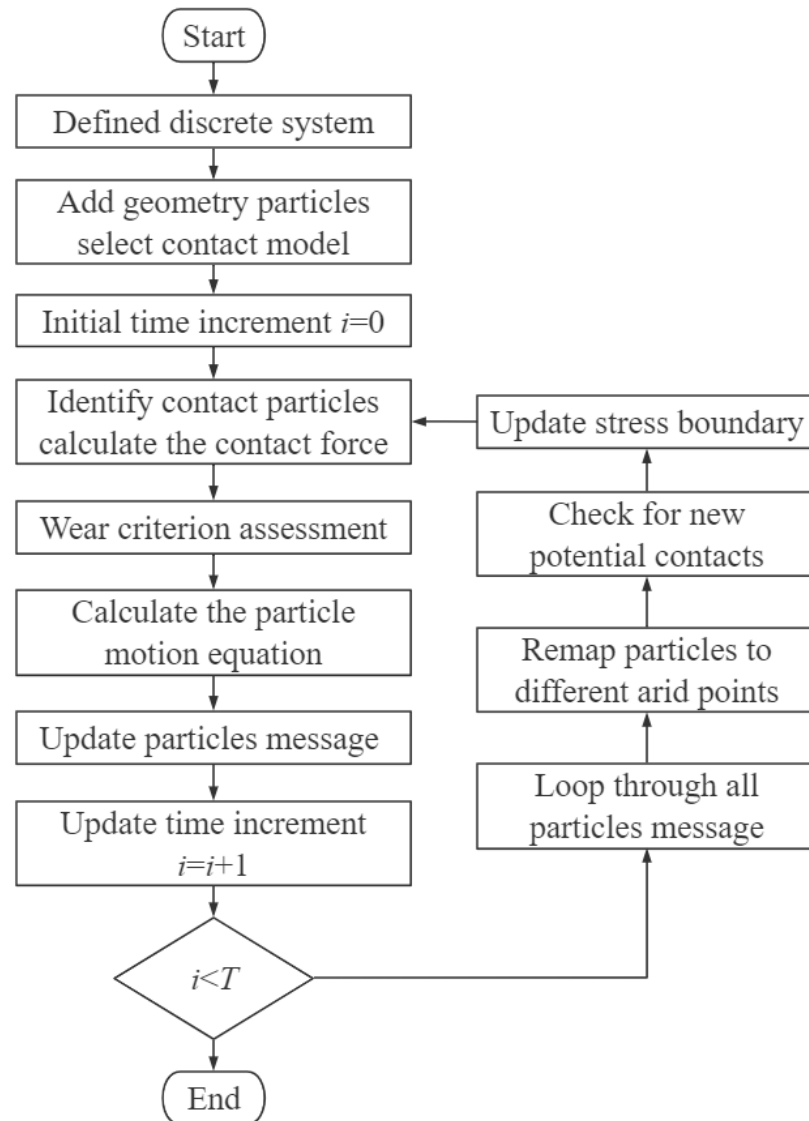 Start
Defined discrete system
Add geometry particles
select contact model
Initial time increment i=0
Identify contact particles
calculate the contact force
Wear criterion assessment
Calculate the particle
motion equation
Update particles message
Update time increment
i=i+1
i<T
End
Update stress boundary
Check for new
potential contacts
Remap particles to
different arid points
Loop through all
particles message